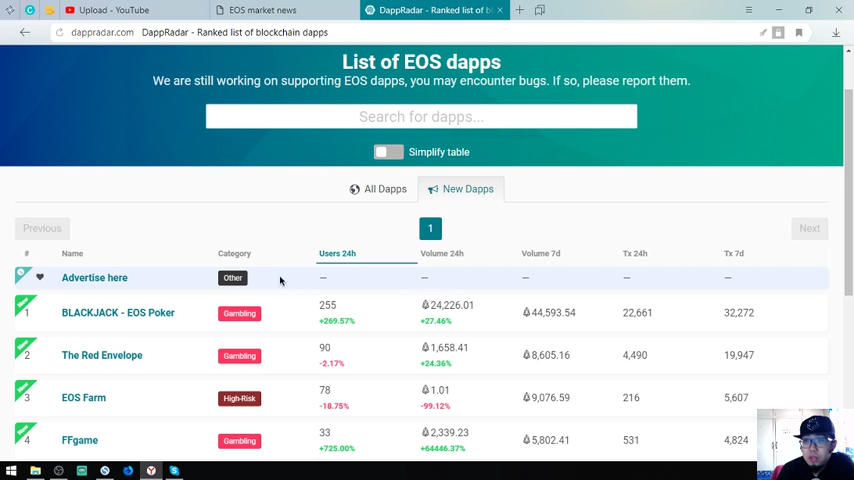 Upload - YouTube
EOS market news
DappRadar - Ranked list of bl
dappradar.com DappRadar - Ranked list of blockchain dapps
List of EOS dapps
We are still working on supporting EOS dapps, you may encounter bugs. If so, please report them.
Search for dapps...
Simplify table
All Dapps
New Dapps
Previous
1
Next
# Name Category Users 24h Volume 24h Volume 7d Tx 24h Tx 7d
Advertise here Other — — — — —
1 BLACKJACK - EOS Poker Gambling 255 24,226.01 44,593.54 22,661 32,272
+269.57% +27.46%
2 The Red Envelope Gambling 90 1,658.41 8,605.16 4,490 19,947
-2.17% +24.36%
3 EOS Farm High-Risk 78 1.01 9,076.59 216 5,607
-18.75% -99.12%
4 FFgame Gambling 33 2,339.23 5,802.41 531 4,824
+725.00% +64446.37%